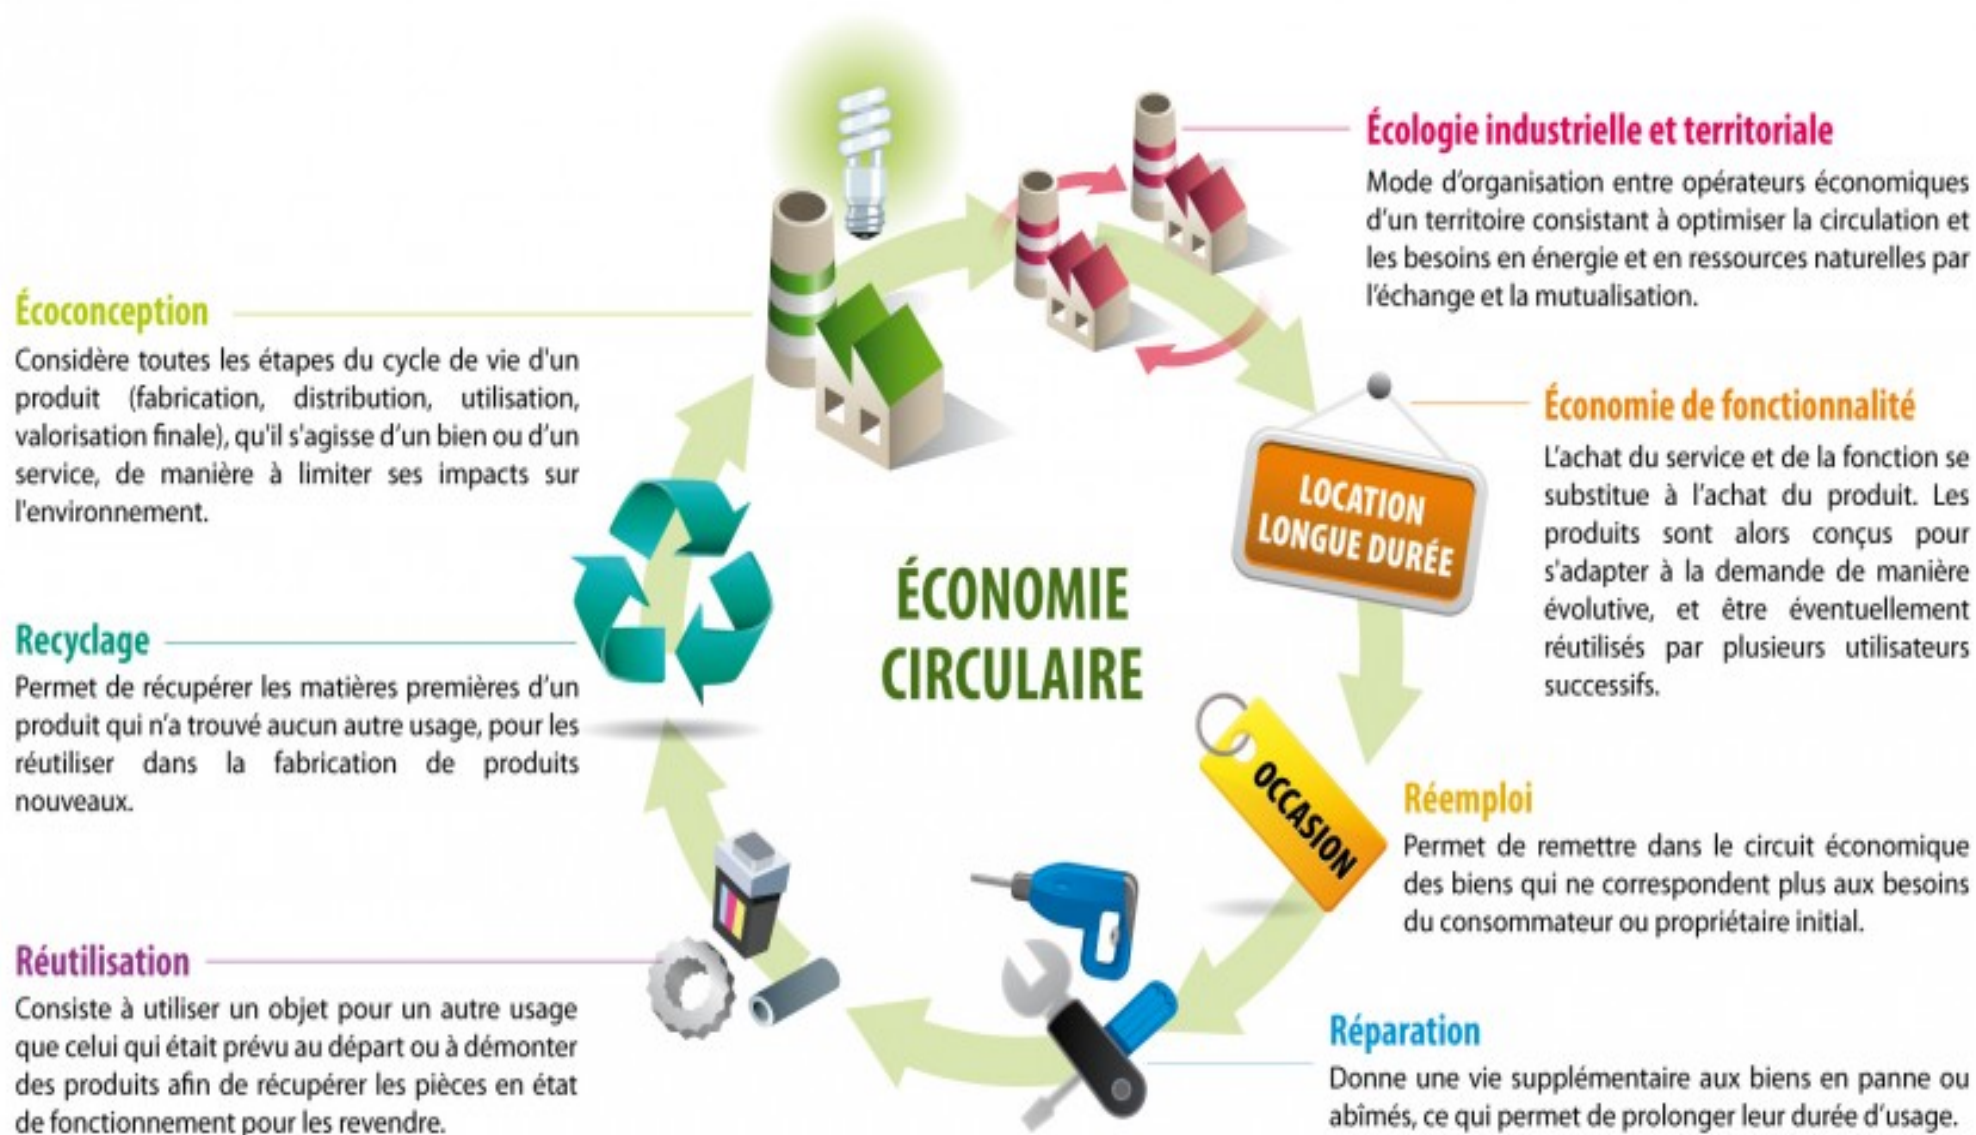 Écologie industrielle et territoriale
Mode d'organisation entre opérateurs économiques
d'un territoire consistant à optimiser la circulation et
les besoins en énergie et en ressources naturelles par
l'échange et la mutualisation.
Écoconception
Considère toutes les étapes du cycle de vie d'un
produit (fabrication, distribution, utilisation,
valorisation finale), qu'il s'agisse d'un bien ou d'un
service, de manière à limiter ses impacts sur
l'environnement.
Économie de fonctionnalité
L'achat du service et de la fonction se
substitue à l'achat du produit. Les
produits sont alors conçus pour
s'adapter à la demande de manière
évolutive, et être éventuellement
réutilisés par plusieurs utilisateurs
successifs.
LOCATION
LONGUE DURÉE
ÉCONOMIE
CIRCULAIRE
Recyclage
Permet de récupérer les matières premières d'un
produit qui n'a trouvé aucun autre usage, pour les
réutiliser dans la fabrication de produits
nouveaux.
OCCASION
Réemploi
Permet de remettre dans le circuit économique
des biens qui ne correspondent plus aux besoins
du consommateur ou propriétaire initial.
Réutilisation
Consiste à utiliser un objet pour un autre usage
que celui qui était prévu au départ ou à démonter
des produits afin de récupérer les pièces en état
de fonctionnement pour les revendre.
Réparation
Donne une vie supplémentaire aux biens en panne ou
abîmés, ce qui permet de prolonger leur durée d'usage.